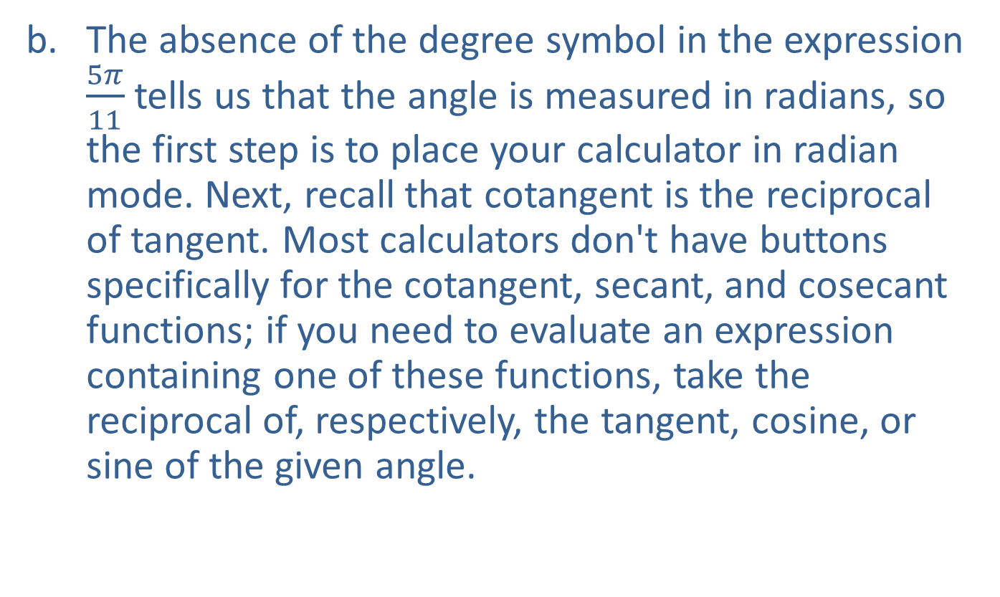 b. The absence of the degree symbol in the expression
5π/11 tells us that the angle is measured in radians, so
the first step is to place your calculator in radian
mode. Next, recall that cotangent is the reciprocal
of tangent. Most calculators don't have buttons
specifically for the cotangent, secant, and cosecant
functions; if you need to evaluate an expression
containing one of these functions, take the
reciprocal of, respectively, the tangent, cosine, or
sine of the given angle.